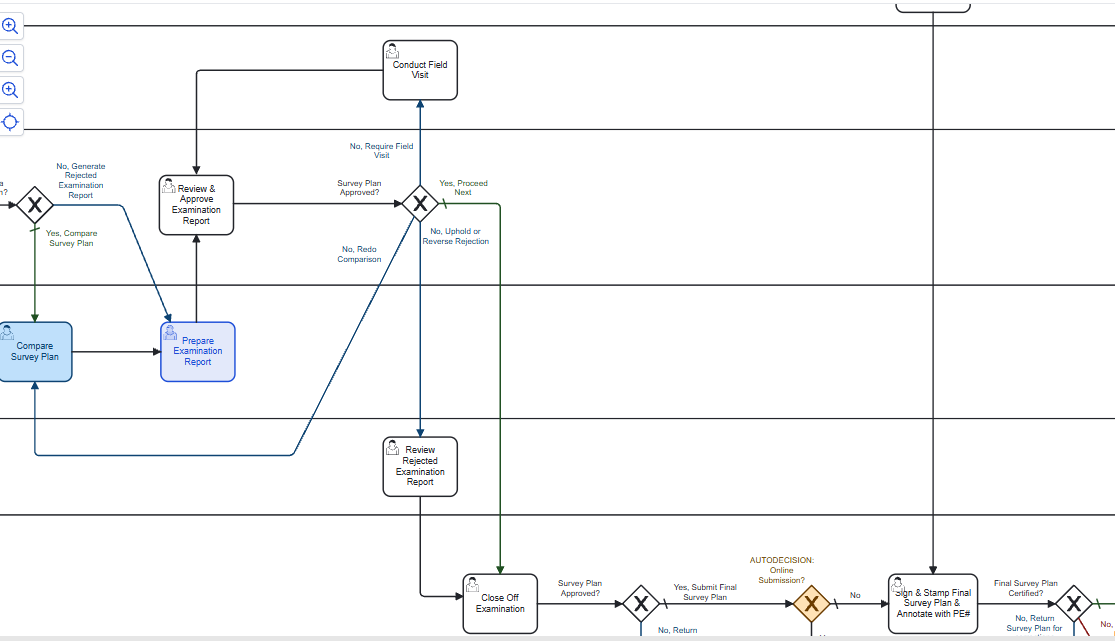 Conduct Field
Visit
No, Require Field
Visit
No, Generate
Rejected
Examination
Report
a
n?
Review &
Approve
Examination
Report
Survey Plan
Approved?
Yes, Proceed
Next
Yes, Compare
Survey Plan
No, Uphold or
Reverse Rejection
No, Redo
Comparison
Compare
Survey Plan
Prepare
Examination
Report
Review
Rejected
Examination
Report
AUTODECISION:
Online
Submission?
Close Off
Examination
Survey Plan
Approved?
Yes, Submit Final
Survey Plan
No
Sign & Stamp Final
Survey Plan &
Annotate with PE#
Final Survey Plan
Certified?
No, Return
No, Return
Survey Plan for
No,